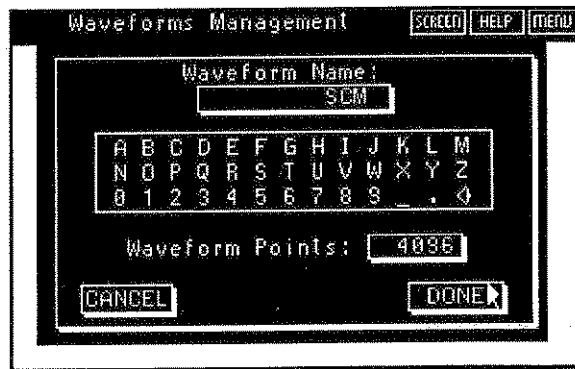 Waveforms Management SCREEN HELP MENU
Waveform Name:
SCM
A B C D E F G H I J K L M
N O P Q R S T U V W X Y Z
0 1 2 3 4 5 6 7 8 9 _ .
Waveform Points: 4096
CANCEL DONE